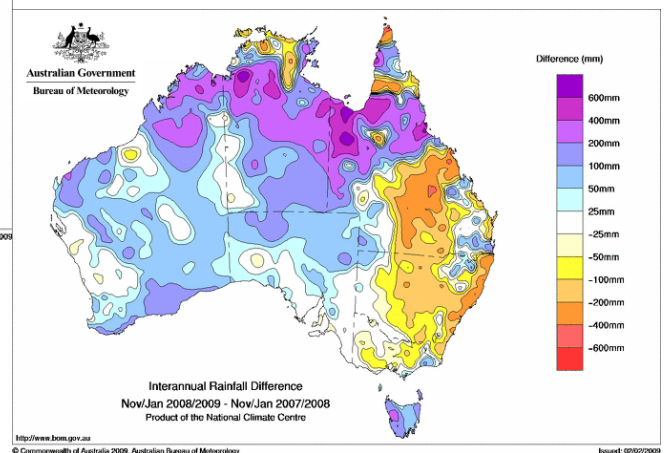 Australian Government
Bureau of Meteorology
Difference (mm)
600mm
400mm
200mm
100mm
50mm
25mm
-25mm
-50mm
-100mm
-200mm
-400mm
-600mm
009
Interannual Rainfall Difference
Nov/Jan 2008/2009 - Nov/Jan 2007/2008
Product of the National Climate Centre
http://www.bom.gov.au
© Commonwealth of Australia 2009, Australian Bureau of Meteorology
Issued: 02/02/2009